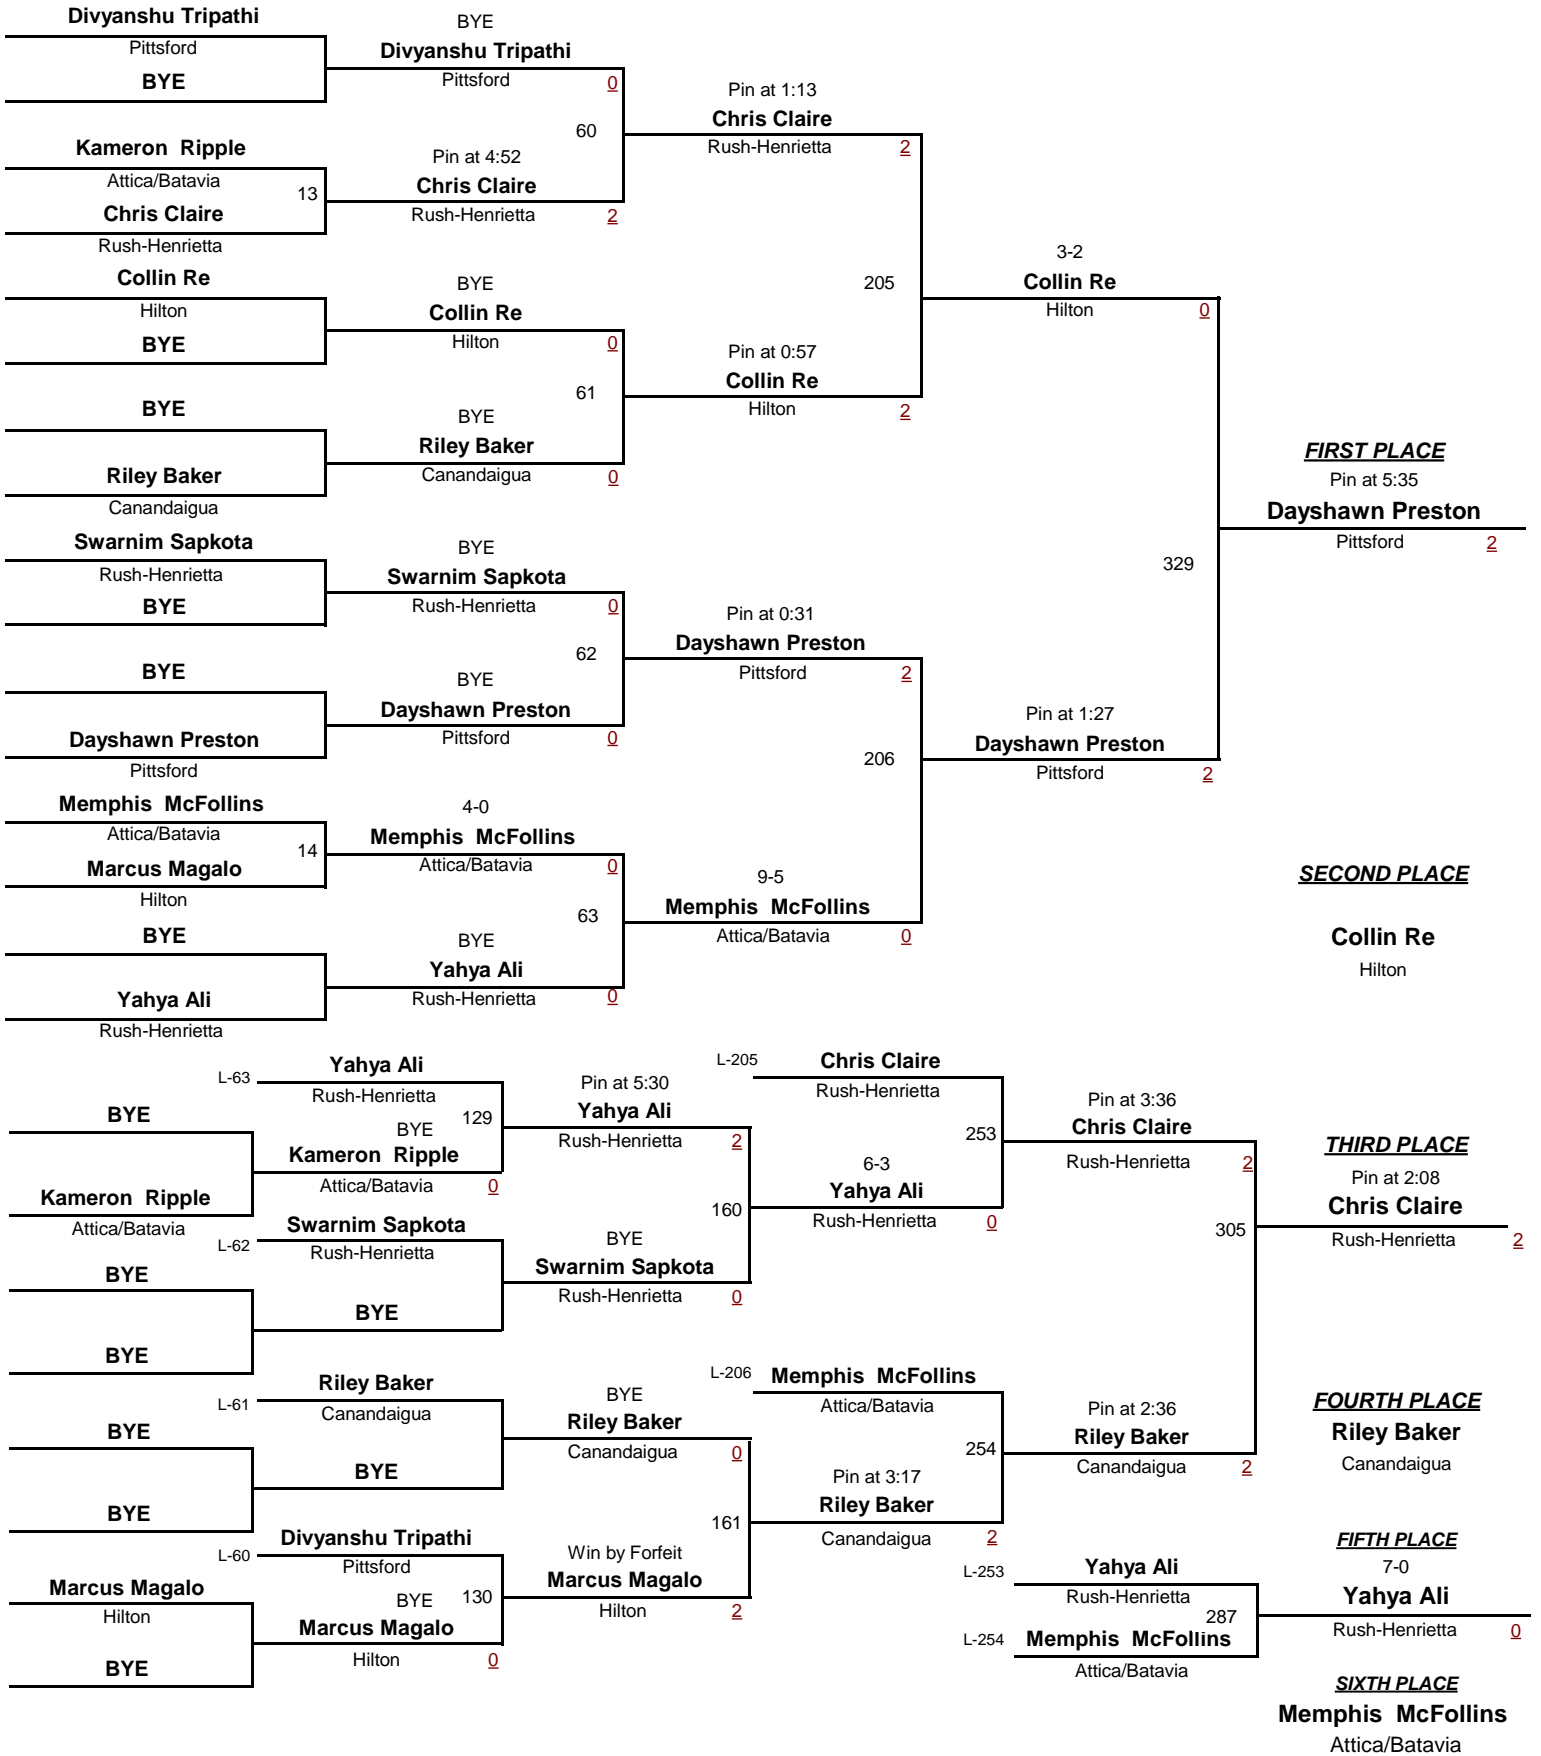 Divyanshu Tripathi
Pittsford
BYE
Kameron  Ripple
Attica/Batavia
13
Chris Claire
Rush-Henrietta
Collin Re
Hilton
BYE
BYE
Riley Baker
Canandaigua
Swarnim Sapkota
Rush-Henrietta
BYE
BYE
Dayshawn Preston
Pittsford
Memphis  McFollins
Attica/Batavia
14
Marcus Magalo
Hilton
BYE
Yahya Ali
Rush-Henrietta
BYE
Divyanshu Tripathi
Pittsford
0
60
Pin at 4:52
Chris Claire
Rush-Henrietta
2
BYE
Collin Re
Hilton
0
61
BYE
Riley Baker
Canandaigua
0
BYE
Swarnim Sapkota
Rush-Henrietta
0
62
BYE
Dayshawn Preston
Pittsford
0
4-0
Memphis  McFollins
Attica/Batavia
0
63
BYE
Yahya Ali
Rush-Henrietta
0
Pin at 1:13
Chris Claire
Rush-Henrietta
2
205
Pin at 0:57
Collin Re
Hilton
2
Pin at 0:31
Dayshawn Preston
Pittsford
2
206
9-5
Memphis  McFollins
Attica/Batavia
0
3-2
Collin Re
Hilton
0
329
Pin at 1:27
Dayshawn Preston
Pittsford
2
FIRST PLACE
Pin at 5:35
Dayshawn Preston
Pittsford
2
SECOND PLACE
Collin Re
Hilton
BYE
Kameron  Ripple
Attica/Batavia
BYE
BYE
BYE
BYE
Marcus Magalo
Hilton
BYE
L-63
Yahya Ali
Rush-Henrietta
129
BYE
Kameron  Ripple
Attica/Batavia
0
L-62
Swarnim Sapkota
Rush-Henrietta
BYE
L-61
Riley Baker
Canandaigua
BYE
L-60
Divyanshu Tripathi
Pittsford
130
BYE
Marcus Magalo
Hilton
0
Pin at 5:30
Yahya Ali
Rush-Henrietta
2
160
BYE
Swarnim Sapkota
Rush-Henrietta
0
BYE
Riley Baker
Canandaigua
0
161
Win by Forfeit
Marcus Magalo
Hilton
2
L-205
Chris Claire
Rush-Henrietta
253
6-3
Yahya Ali
Rush-Henrietta
0
L-206
Memphis  McFollins
Attica/Batavia
254
Pin at 3:17
Riley Baker
Canandaigua
2
Pin at 3:36
Chris Claire
Rush-Henrietta
2
305
Pin at 2:36
Riley Baker
Canandaigua
2
L-253
Yahya Ali
Rush-Henrietta
287
L-254
Memphis  McFollins
Attica/Batavia
THIRD PLACE
Pin at 2:08
Chris Claire
Rush-Henrietta
2
FOURTH PLACE
Riley Baker
Canandaigua
FIFTH PLACE
7-0
Yahya Ali
Rush-Henrietta
0
SIXTH PLACE
Memphis  McFollins
Attica/Batavia